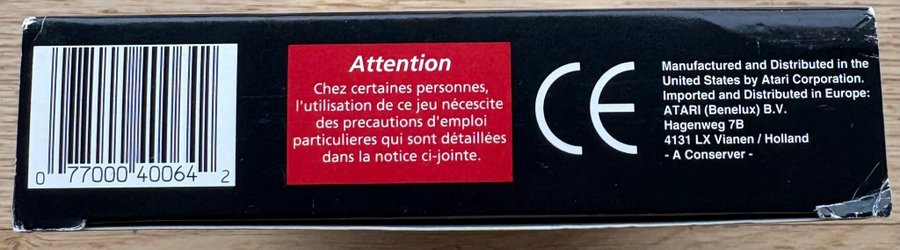 0 77000 40064 2
Attention
Chez certaines personnes,
l'utilisation de ce jeu nécescite
des precautions d'emploi
particulieres qui sont détaillées
dans la notice ci-jointe.
CE
Manufactured and Distributed in the
United States by Atari Corporation.
Imported and Distributed in Europe:
ATARI (Benelux) B.V.
Hagenweg 7B
4131 LX Vianen / Holland
- A Conserver -